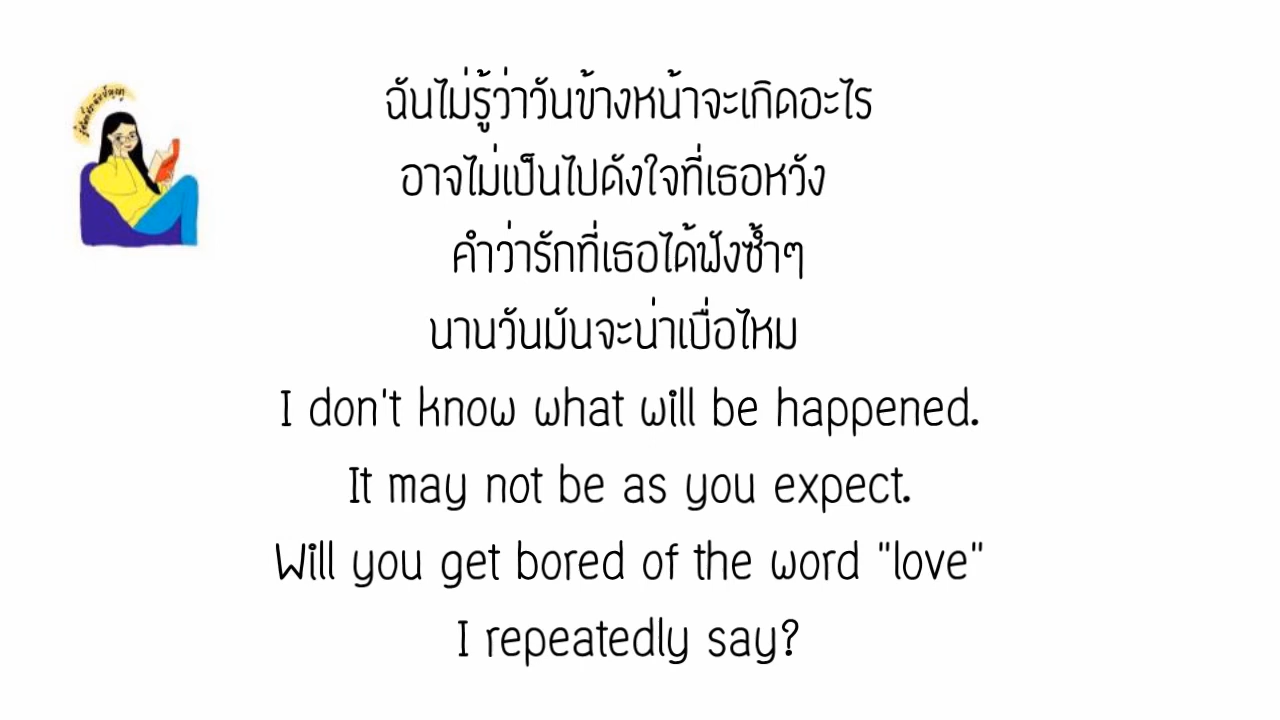 ฉันไม่รู้ว่าวันข้างหน้าจะเกิดอะไร
อาจไม่เป็นไปดังใจที่เธอหวัง
คำว่ารักที่เธอได้ฟังซ้ำๆ
นานวันมันจะน่าเบื่อไหม
I don't know what will be happened.
It may not be as you expect.
Will you get bored of the word "love"
I repeatedly say?